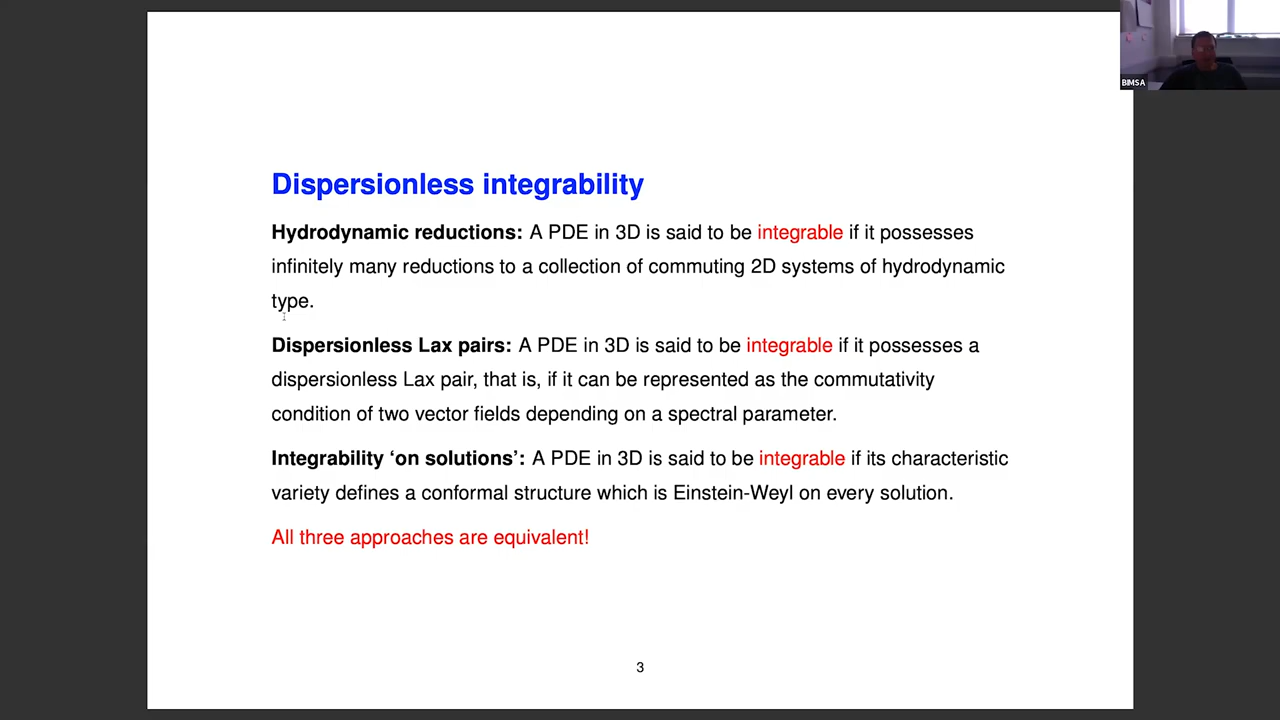 BIMSA
Dispersionless integrability
Hydrodynamic reductions: A PDE in 3D is said to be integrable if it possesses
infinitely many reductions to a collection of commuting 2D systems of hydrodynamic
type.
Dispersionless Lax pairs: A PDE in 3D is said to be integrable if it possesses a
dispersionless Lax pair, that is, if it can be represented as the commutativity
condition of two vector fields depending on a spectral parameter.
Integrability ‘on solutions’: A PDE in 3D is said to be integrable if its characteristic
variety defines a conformal structure which is Einstein-Weyl on every solution.
All three approaches are equivalent!
3